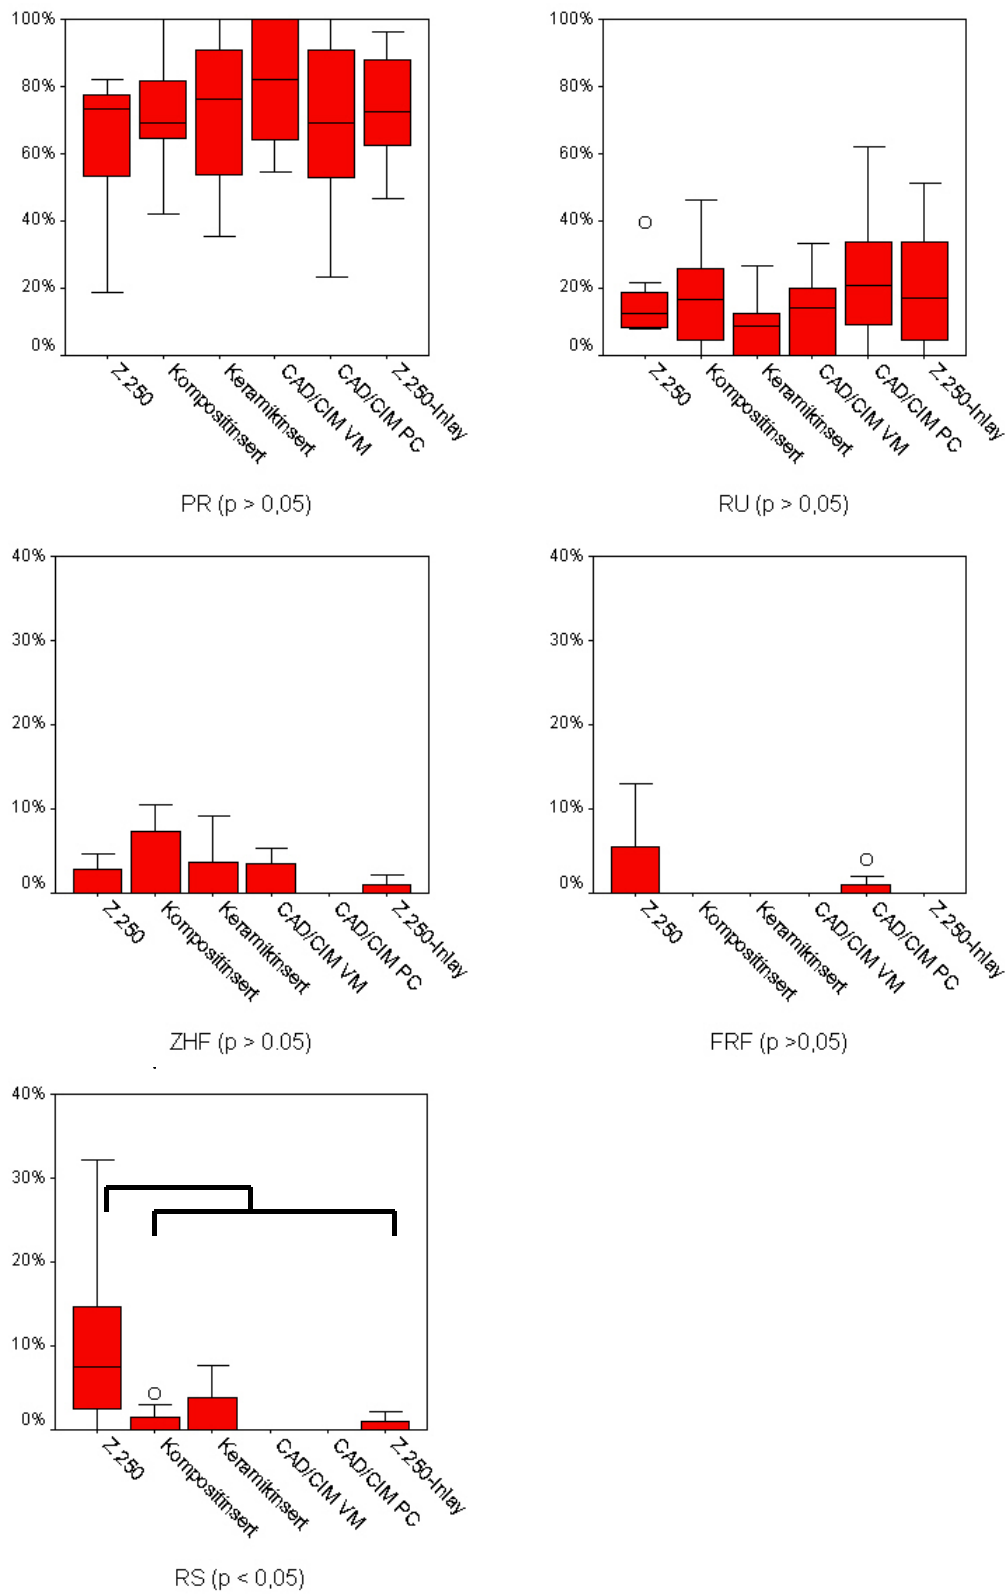 100%
80%
60%
40%
20%
0%
Z 250
Kompositinsert
Keramikinsert
CAD/CIM VM
CAD/CIM PC
Z 250-Inlay
PR (p > 0,05)
100%
80%
60%
40%
20%
0%
Z 250
Kompositinsert
Keramikinsert
CAD/CIM VM
CAD/CIM PC
Z 250-Inlay
RU (p > 0,05)
40%
30%
20%
10%
0%
Z 250
Kompositinsert
Keramikinsert
CAD/CIM VM
CAD/CIM PC
Z 250-Inlay
ZHF (p > 0.05)
40%
30%
20%
10%
0%
Z 250
Kompositinsert
Keramikinsert
CAD/CIM VM
CAD/CIM PC
Z 250-Inlay
FRF (p >0,05)
40%
30%
20%
10%
0%
Z 250
Kompositinsert
Keramikinsert
CAD/CIM VM
CAD/CIM PC
Z 250-Inlay
RS (p < 0,05)